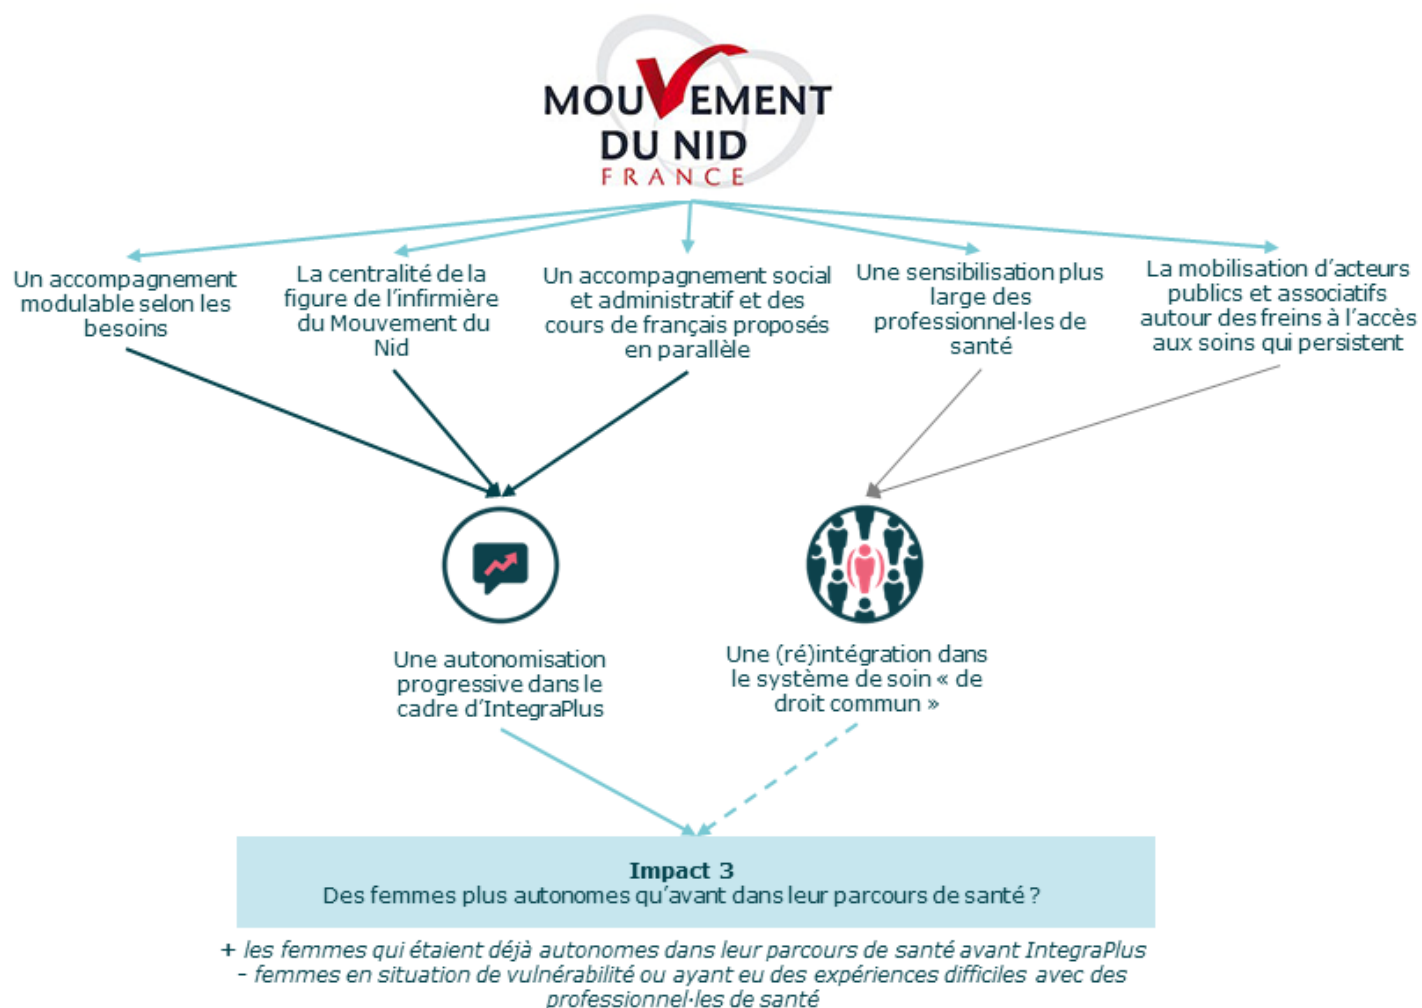 MOUVEMENT
DU NID
FRANCE
Un accompagnement
modulable selon les
besoins
La centralité de la
figure de l'infirmière
du Mouvement du
Nid
Un accompagnement social
et administratif et des
cours de français proposés
en parallèle
Une sensibilisation plus
large des
professionnel·les de
santé
La mobilisation d'acteurs
publics et associatifs
autour des freins à l'accès
aux soins qui persistent
Une autonomisation
progressive dans le
cadre d'IntegraPlus
Une (ré)intégration dans
le système de soin « de
droit commun »
Impact 3
Des femmes plus autonomes qu'avant dans leur parcours de santé ?
+ les femmes qui étaient déjà autonomes dans leur parcours de santé avant IntegraPlus
- femmes en situation de vulnérabilité ou ayant eu des expériences difficiles avec des
professionnel·les de santé